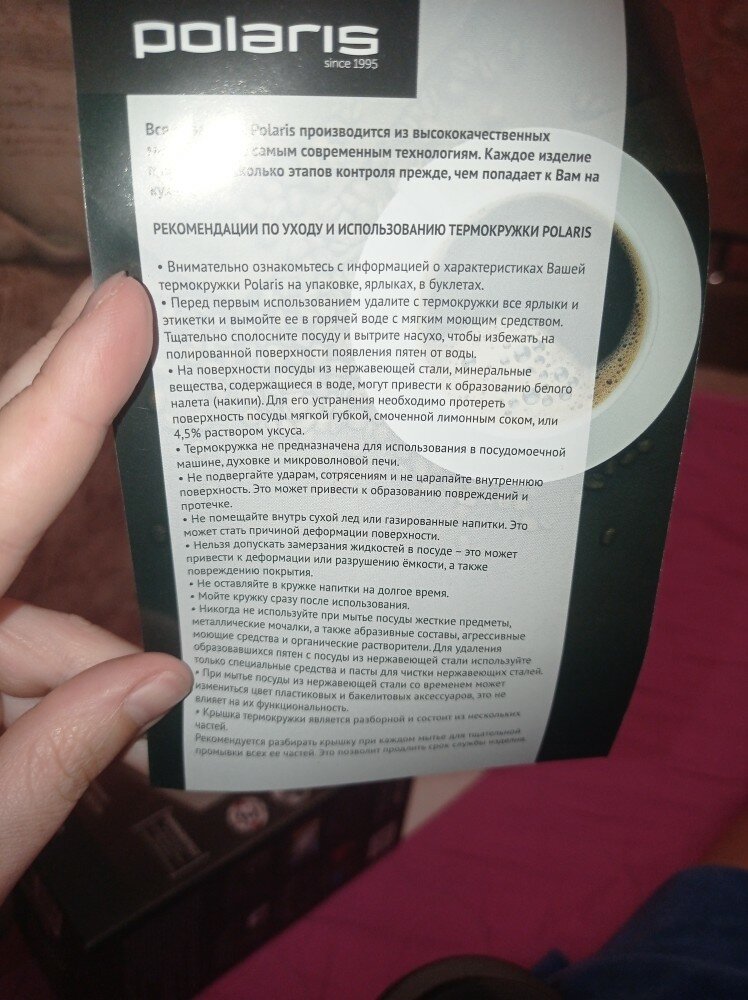 polaris
since 1995
Polaris производится из высококачественных
самым современным технологиям. Каждое изделие
этапов контроля прежде, чем попадает к Вам на
РЕКОМЕНДАЦИИ ПО УХОДУ И ИСПОЛЬЗОВАНИЮ ТЕРМОКРУЖКИ POLARIS
• Внимательно ознакомьтесь с информацией о характеристиках Вашей
термокружки Polaris на упаковке, ярлыках, в буклетах.
• Перед первым использованием удалите с термокружки все ярлыки и
этикетки и вымойте ее в горячей воде с мягким моющим средством.
Тщательно сполосните посуду и вытрите насухо, чтобы избежать на
полированной поверхности появления пятен от воды.
• На поверхности посуды из нержавеющей стали, минеральные
вещества, содержащиеся в воде, могут привести к образованию белого
налета (накипи). Для его устранения необходимо протереть
поверхность посуды мягкой губкой, смоченной лимонным соком, или
4,5% раствором уксуса.
• Термокружка не предназначена для использования в посудомоечной
машине, духовке и микроволновой печи.
• Не подвергайте ударам, сотрясениям и не царапайте внутреннюю
поверхность. Это может привести к образованию повреждений и
протечке.
• Не помещайте внутрь сухой лед или газированные напитки. Это
может стать причиной деформации поверхности.
• Нельзя допускать замерзания жидкостей в посуде – это может
привести к деформации или разрушению ёмкости, а также
повреждению покрытия.
• Не оставляйте в кружке напитки на долгое время.
• Мойте кружку сразу после использования.
• Никогда не используйте при мытье посуды жесткие предметы,
металлические мочалки, а также абразивные составы, агрессивные
моющие средства и органические растворители. Для удаления
образовавшихся пятен с посуды из нержавеющей стали используйте
только специальные средства и пасты для чистки нержавеющих сталей.
• При мытье посуды из нержавеющей стали со временем может
измениться цвет пластиковых и бакелитовых аксессуаров, это не
влияет на их функциональность.
• Крышка термокружки является разборной и состоит из нескольких
частей.
Рекомендуется разбирать крышку при каждом мытье для тщательной
промывки всех ее частей. Это позволит продлить срок службы изделия.